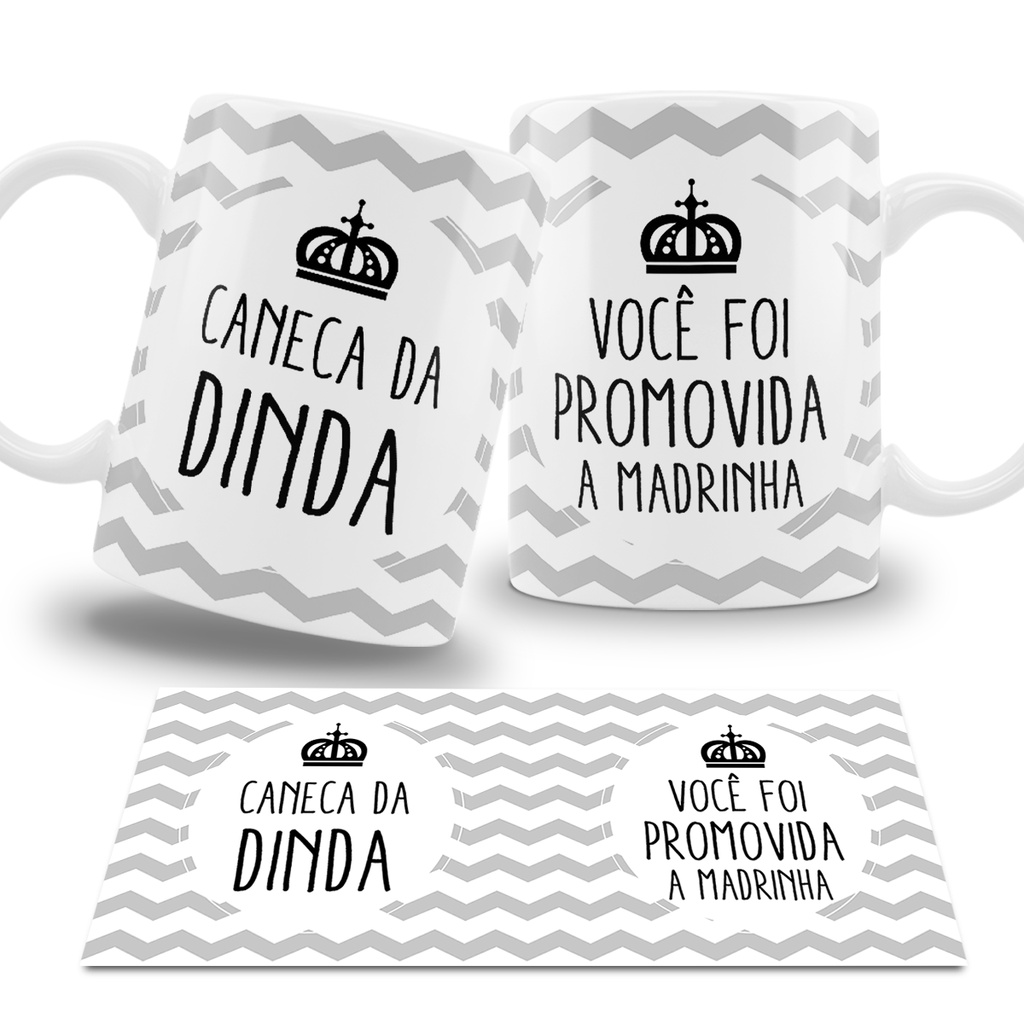 CANECA DA
DINDA
VOCÊ FOI
PROMOVIDA
A MADRINHA
CANECA DA
DINDA
VOCÊ FOI
PROMOVIDA
A MADRINHA